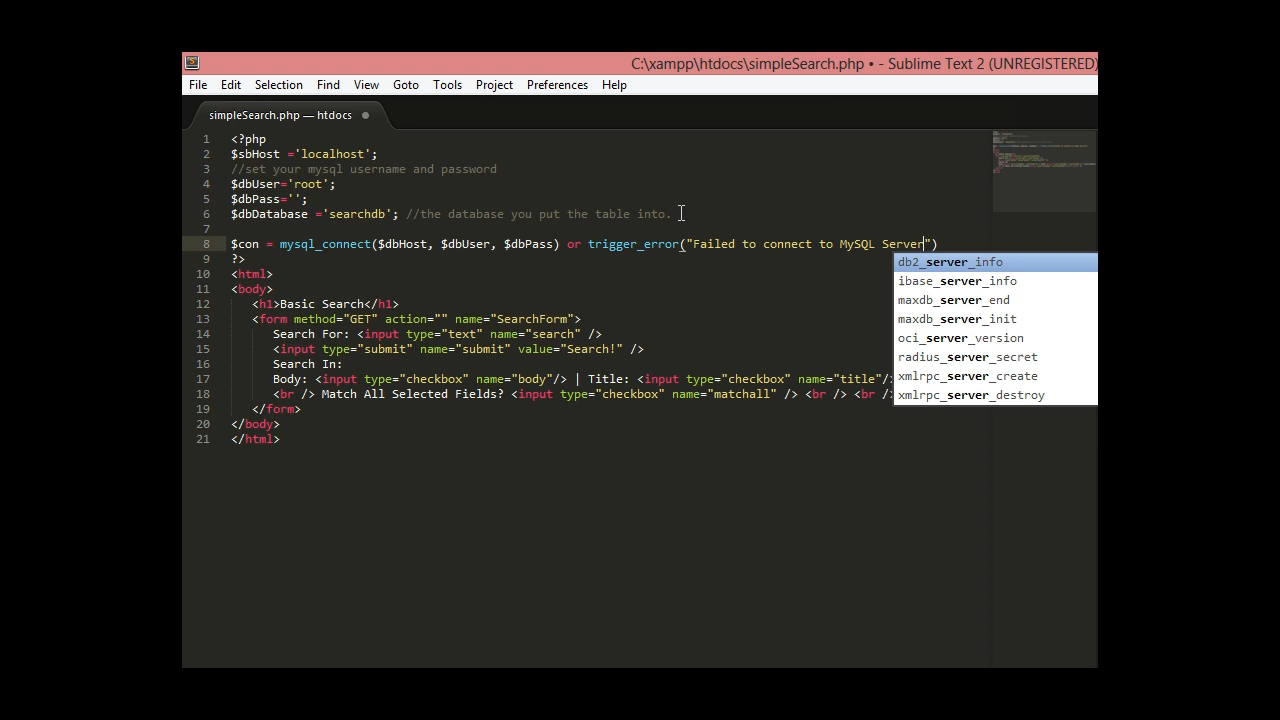 C:\xampp\htdocs\simpleSearch.php • - Sublime Text 2 (UNREGISTERED)
File Edit Selection Find View Goto Tools Project Preferences Help
simpleSearch.php — htdocs
1 <?php
2 $sbHost ='localhost';
3 //set your mysql username and password
4 $dbUser='root';
5 $dbPass='';
6 $dbDatabase ='searchdb'; //the database you put the table into.
7
8 $con = mysql_connect($dbHost, $dbUser, $dbPass) or trigger_error("Failed to connect to MySQL Server")
9 ?>
10 <html>
11 <body>
12 <h1>Basic Search</h1>
13 <form method="GET" action="" name="SearchForm">
14 Search For: <input type="text" name="search" />
15 <input type="submit" name="submit" value="Search!" />
16 Search In:
17 Body: <input type="checkbox" name="body"/> | Title: <input type="checkbox" name="title"/
18 <br /> Match All Selected Fields? <input type="checkbox" name="matchall" /> <br /> <br /
19 </form>
20 </body>
21 </html>
db2_server_info
ibase_server_info
maxdb_server_end
maxdb_server_init
oci_server_version
radius_server_secret
xmlrpc_server_create
xmlrpc_server_destroy